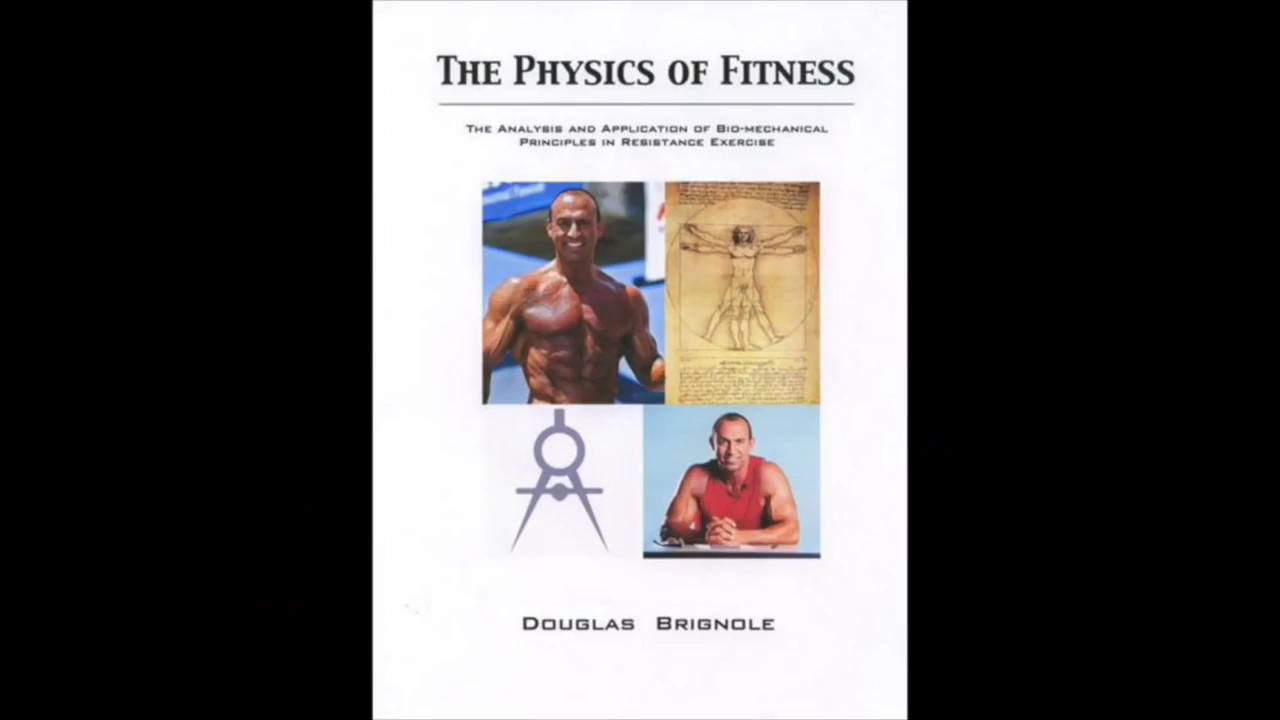 THE PHYSICS OF FITNESS
THE ANALYSIS AND APPLICATION OF BIO-MECHANICAL
PRINCIPLES IN RESISTANCE EXERCISE
DOUGLAS BRIGNOLE